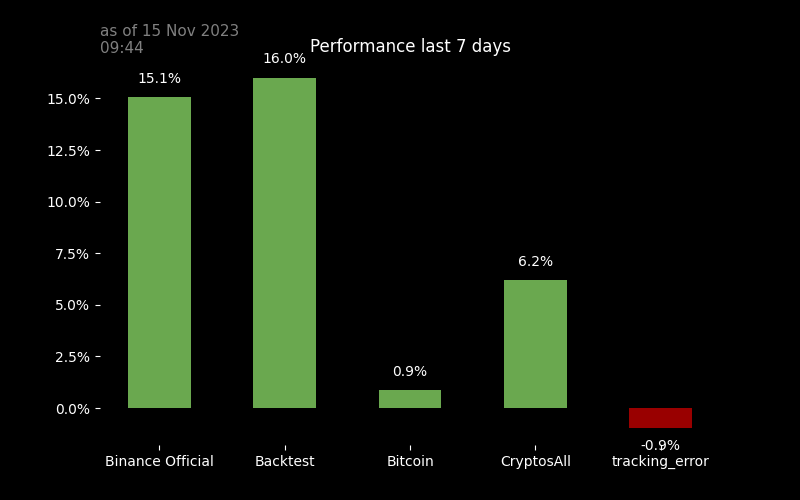 as of 15 Nov 2023
09:44
Performance last 7 days
15.1%
16.0%
0.9%
6.2%
-0.9%
15.0%
12.5%
10.0%
7.5%
5.0%
2.5%
0.0%
Binance Official
Backtest
Bitcoin
CryptosAll
tracking_error